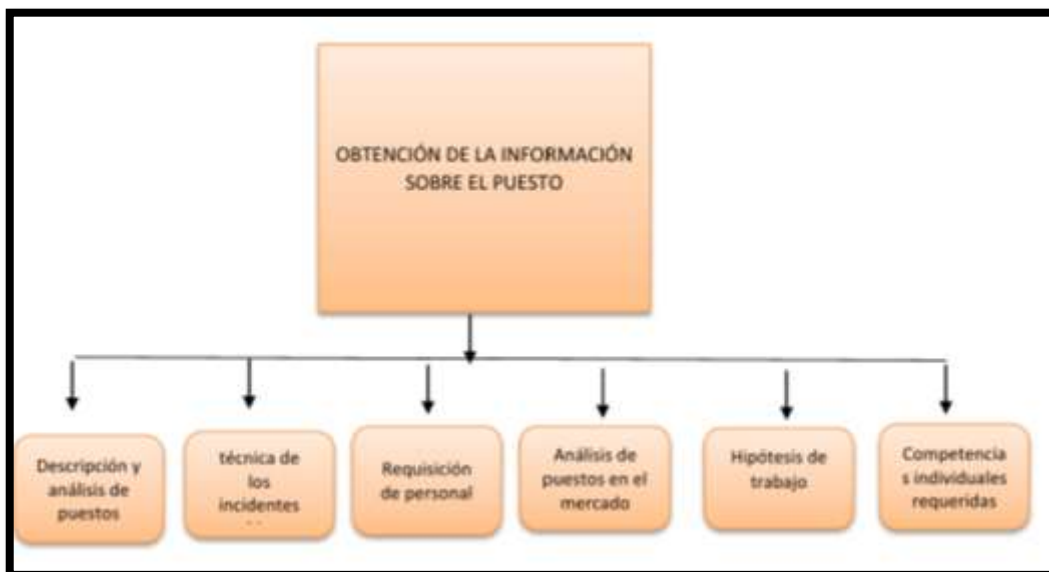 OBTENCIÓN DE LA INFORMACIÓN
SOBRE EL PUESTO
Descripción y
análisis de
puestos
técnica de
los
incidentes
Requisición
de personal
Análisis de
puestos en el
mercado
Hipótesis de
trabajo
Competencia
s individuales
requeridas